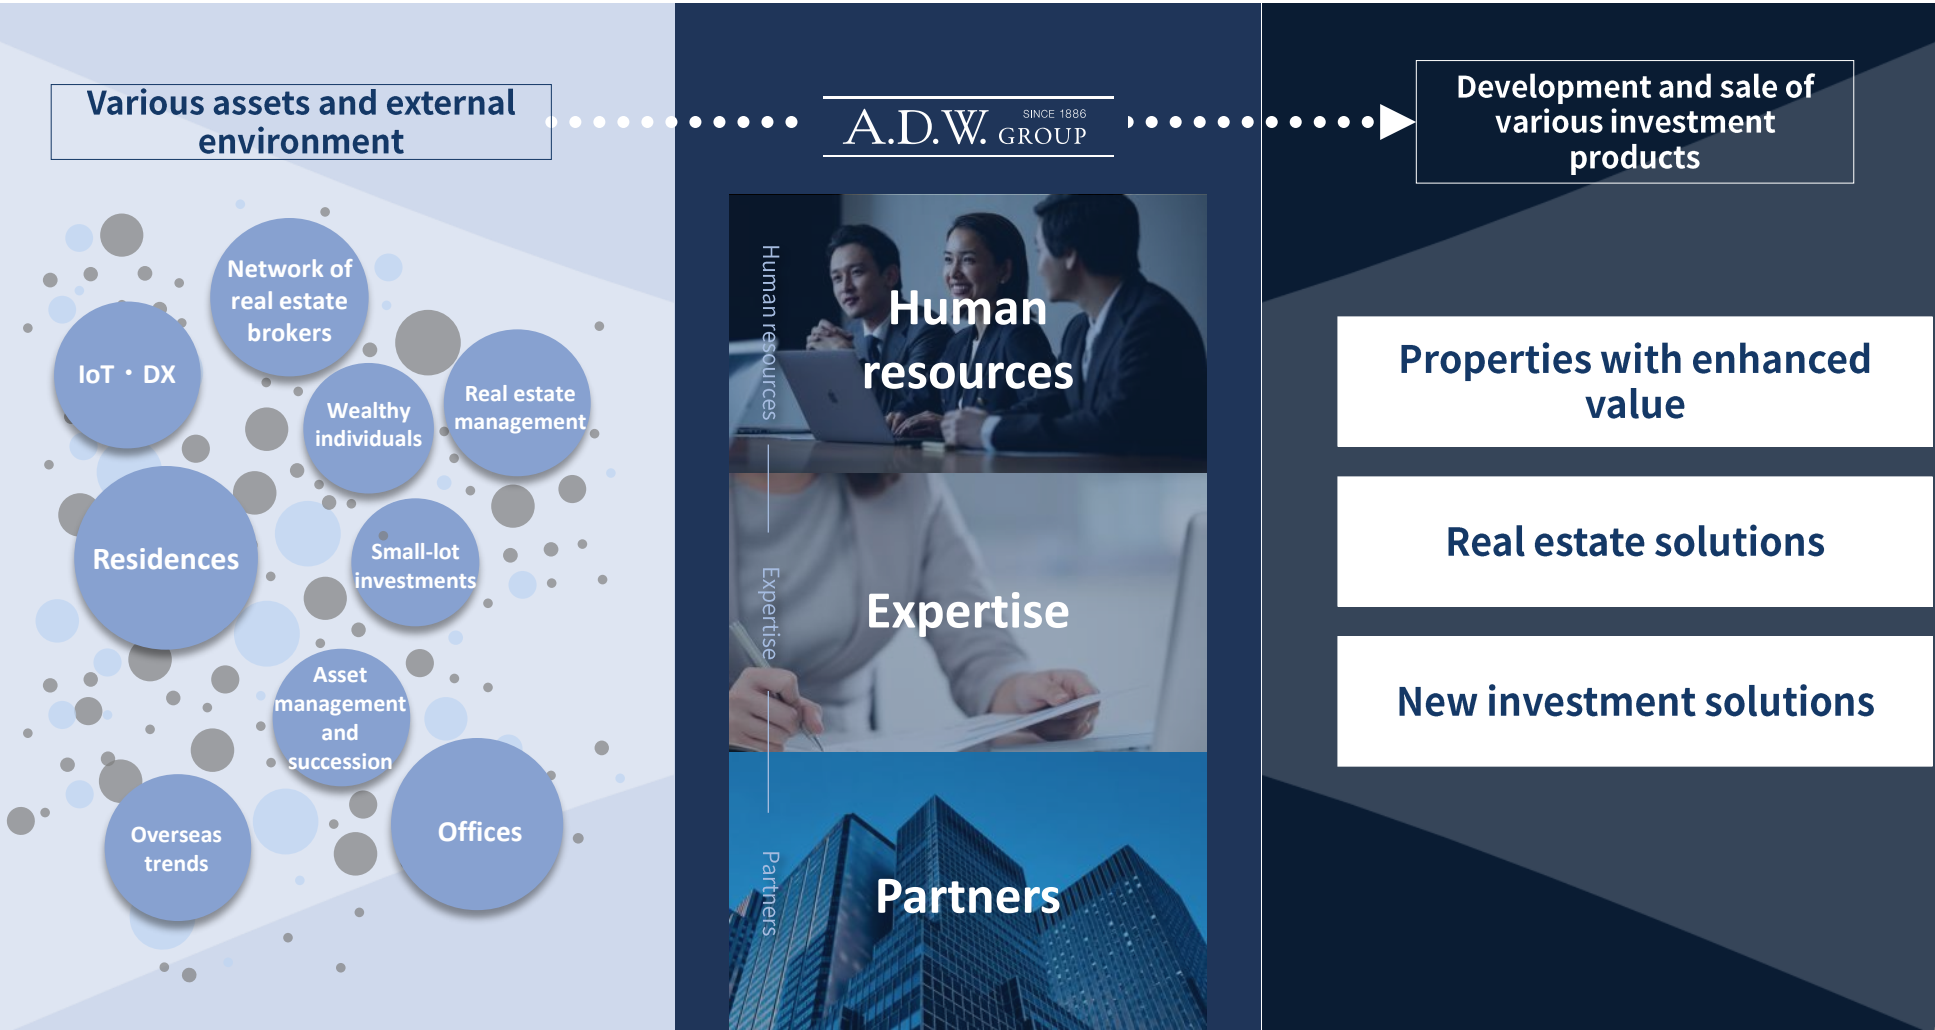 Various assets and external
environment
Network of
real estate
brokers
IoT・DX
Wealthy
individuals
Real estate
management
Residences
Small-lot
investments
Asset
management
and
succession
Overseas
trends
Offices
A.D.W. GROUP
SINCE 1886
Human resources
Human
resources
Expertise
Expertise
Partners
Partners
Development and sale of
various investment
products
Properties with enhanced
value
Real estate solutions
New investment solutions